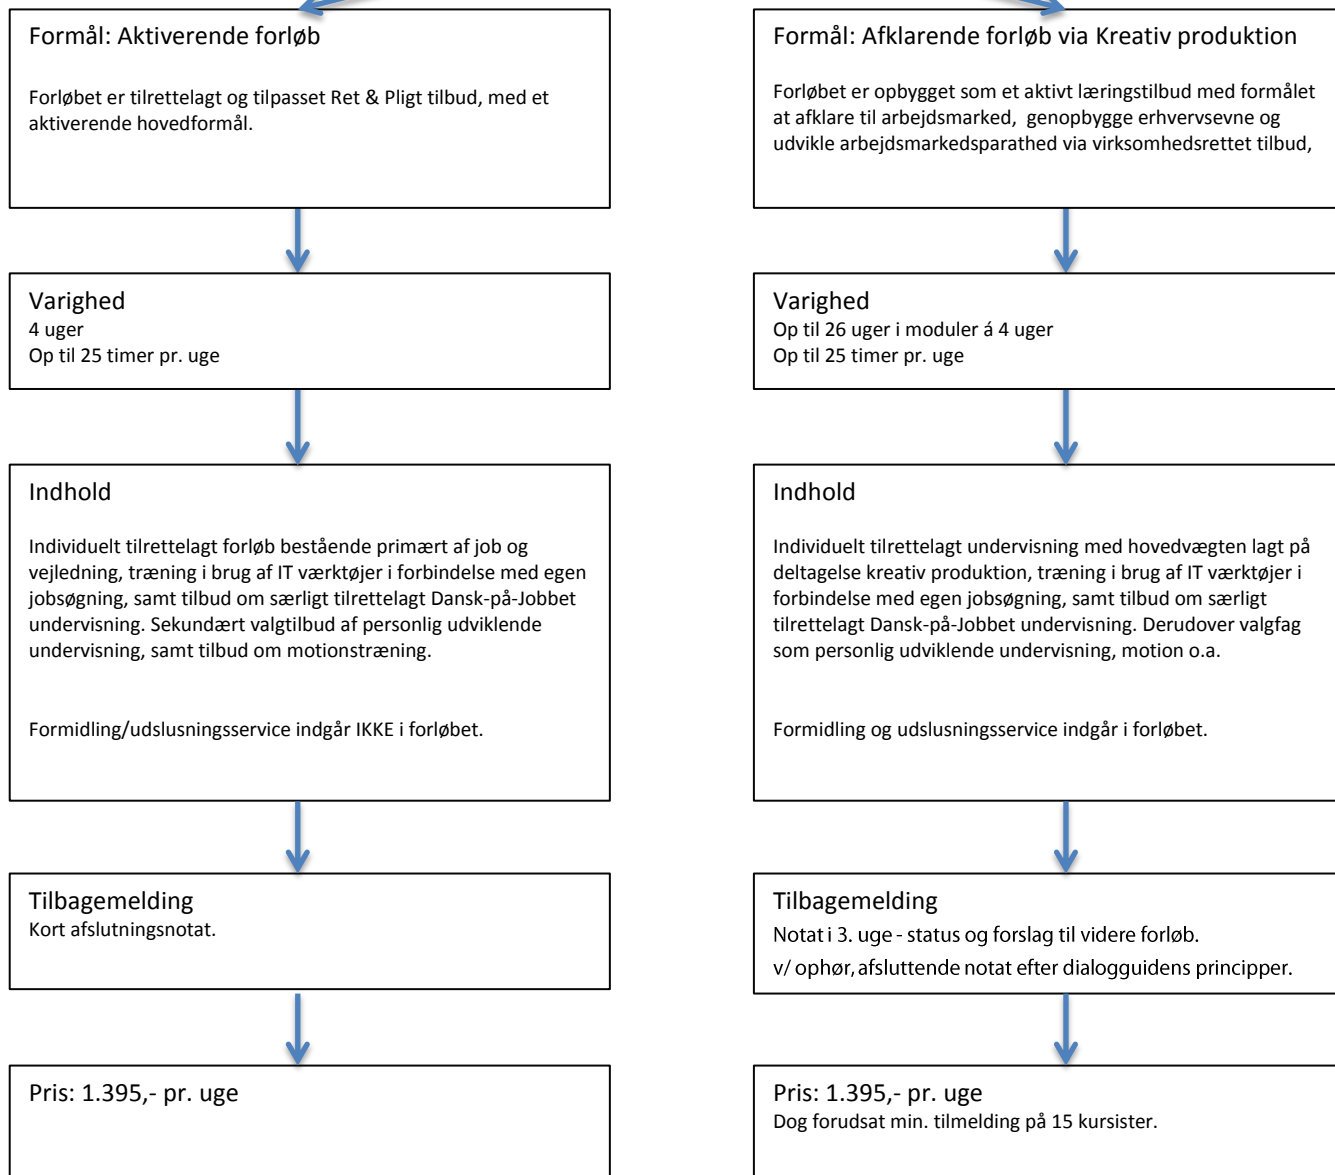 Formål: Aktiverende forløb
Forløbet er tilrettelagt og tilpasset Ret & Pligt tilbud, med et
aktiverende hovedformål.
Varighed
4 uger
Op til 25 timer pr. uge
Indhold
Individuelt tilrettelagt forløb bestående primært af job og
vejledning, træning i brug af IT værktøjer i forbindelse med egen
jobsøgning, samt tilbud om særligt tilrettelagt Dansk-på-Jobbet
undervisning. Sekundært valgtilbud af personlig udviklende
undervisning, samt tilbud om motionstræning.
Formidling/udslusningsservice indgår IKKE i forløbet.
Tilbagemelding
Kort afslutningsnotat.
Pris: 1.395,- pr. uge
Formål: Afklarende forløb via Kreativ produktion
Forløbet er opbygget som et aktivt læringstilbud med formålet
at afklare til arbejdsmarked, genopbygge erhvervsevne og
udvikle arbejdsmarkedsparathed via virksomhedsrettet tilbud,
Varighed
Op til 26 uger i moduler á 4 uger
Op til 25 timer pr. uge
Indhold
Individuelt tilrettelagt undervisning med hovedvægten lagt på
deltagelse kreativ produktion, træning i brug af IT værktøjer i
forbindelse med egen jobsøgning, samt tilbud om særligt
tilrettelagt Dansk-på-Jobbet undervisning. Derudover valgfag
som personlig udviklende undervisning, motion o.a.
Formidling og udslusningsservice indgår i forløbet.
Tilbagemelding
Notat i 3. uge - status og forslag til videre forløb.
v/ ophør, afsluttende notat efter dialogguidens principper.
Pris: 1.395,- pr. uge
Dog forudsat min. tilmelding på 15 kursister.